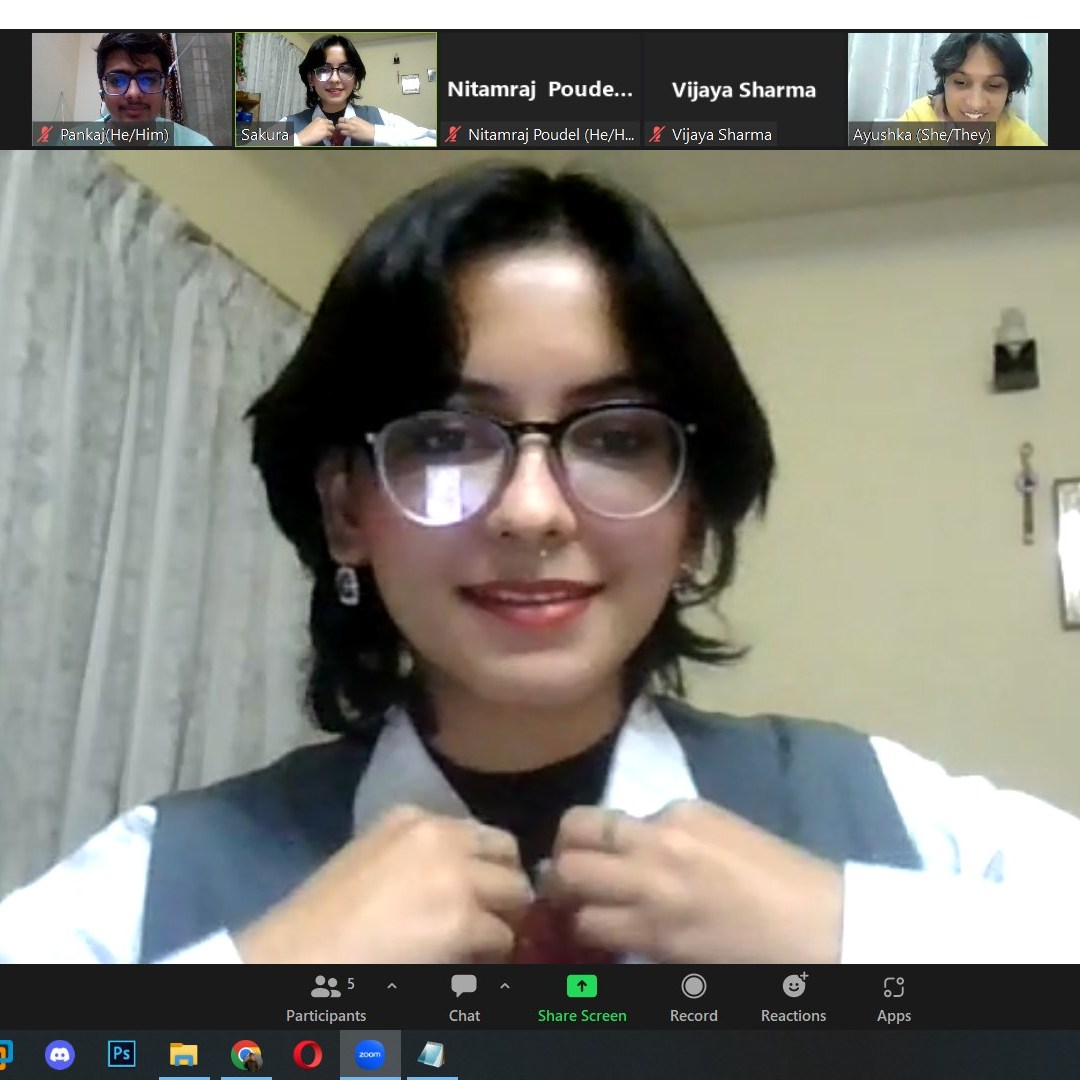 Nitamraj Poude...
Vijaya Sharma
Pankaj(He/Him)
Sakura
Nitamraj Poudel (He/H...
Vijaya Sharma
Ayushka (She/They)
5
Participants
Chat
Share Screen
Record
Reactions
Apps
Ps
zoom